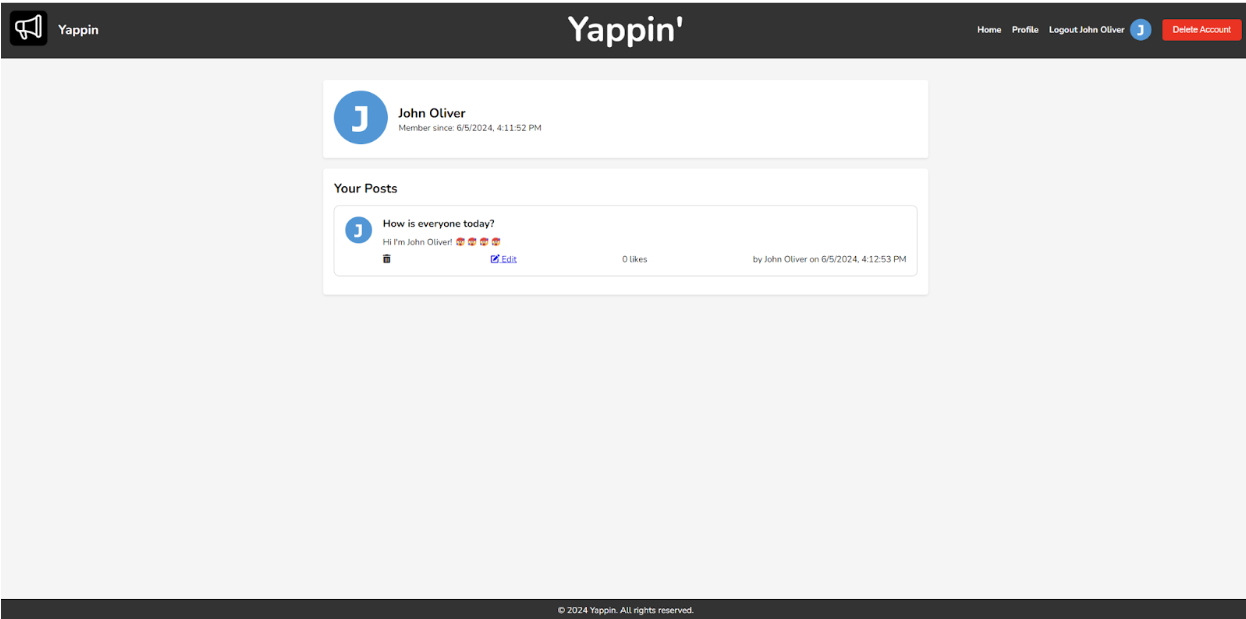 Yappin
Yappin'
Home Profile Logout John Oliver J Delete Account
J
John Oliver
Member since: 6/5/2024, 4:11:52 PM
Your Posts
J
How is everyone today?
Hi I'm John Oliver!
Edit 0 likes by John Oliver on 6/5/2024, 4:12:53 PM
© 2024 Yappin. All rights reserved.